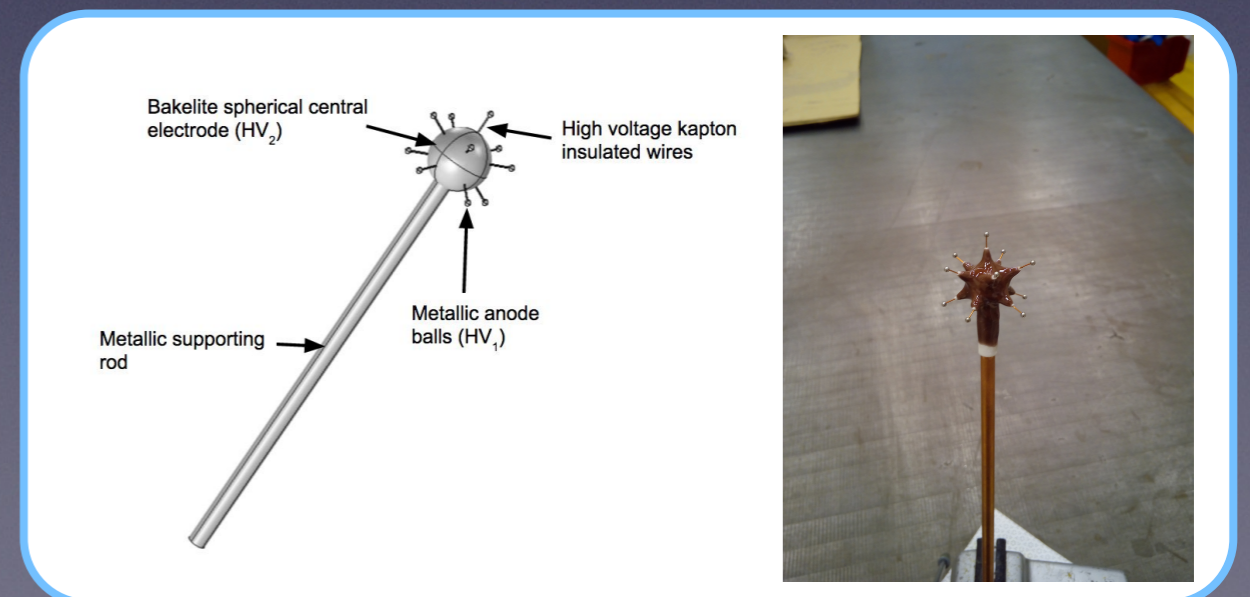 Bakelite spherical central
electrode (HV₂)
High voltage kapton
insulated wires
Metallic anode
balls (HV₁)
Metallic supporting
rod